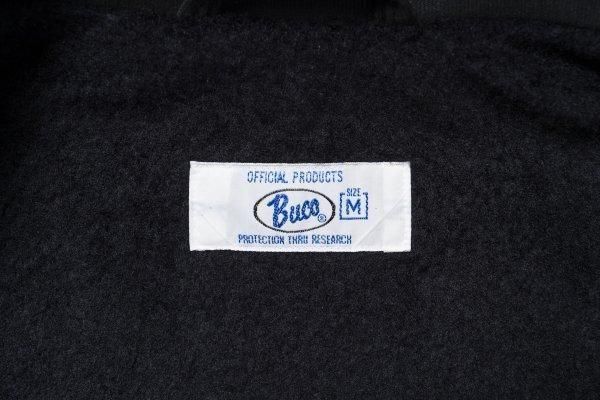 OFFICIAL PRODUCTS
Buco®
SIZE
M
PROTECTION THRU RESEARCH